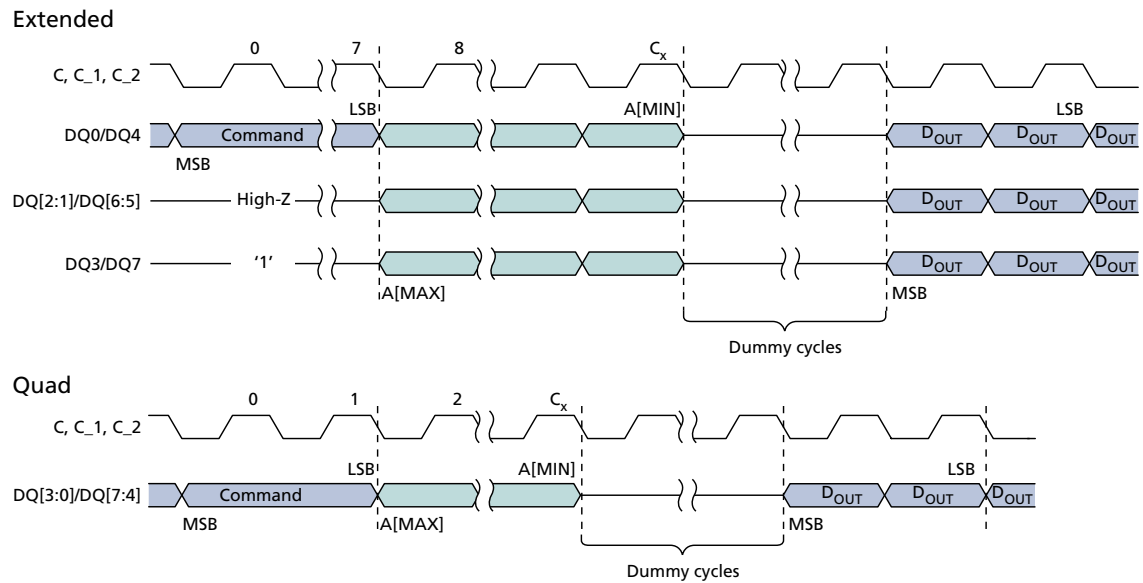 Extended
0 7 8 Cx
C, C_1, C_2
LSB A[MIN] LSB
DQ0/DQ4 Command DOUT DOUT DOUT
MSB
DQ[2:1]/DQ[6:5] High-Z DOUT DOUT DOUT
DQ3/DQ7 '1' DOUT DOUT DOUT
A[MAX] MSB
Dummy cycles
Quad
0 1 2 Cx
C, C_1, C_2
LSB A[MIN] LSB
DQ[3:0]/DQ[7:4] Command DOUT DOUT DOUT
MSB A[MAX] MSB
Dummy cycles